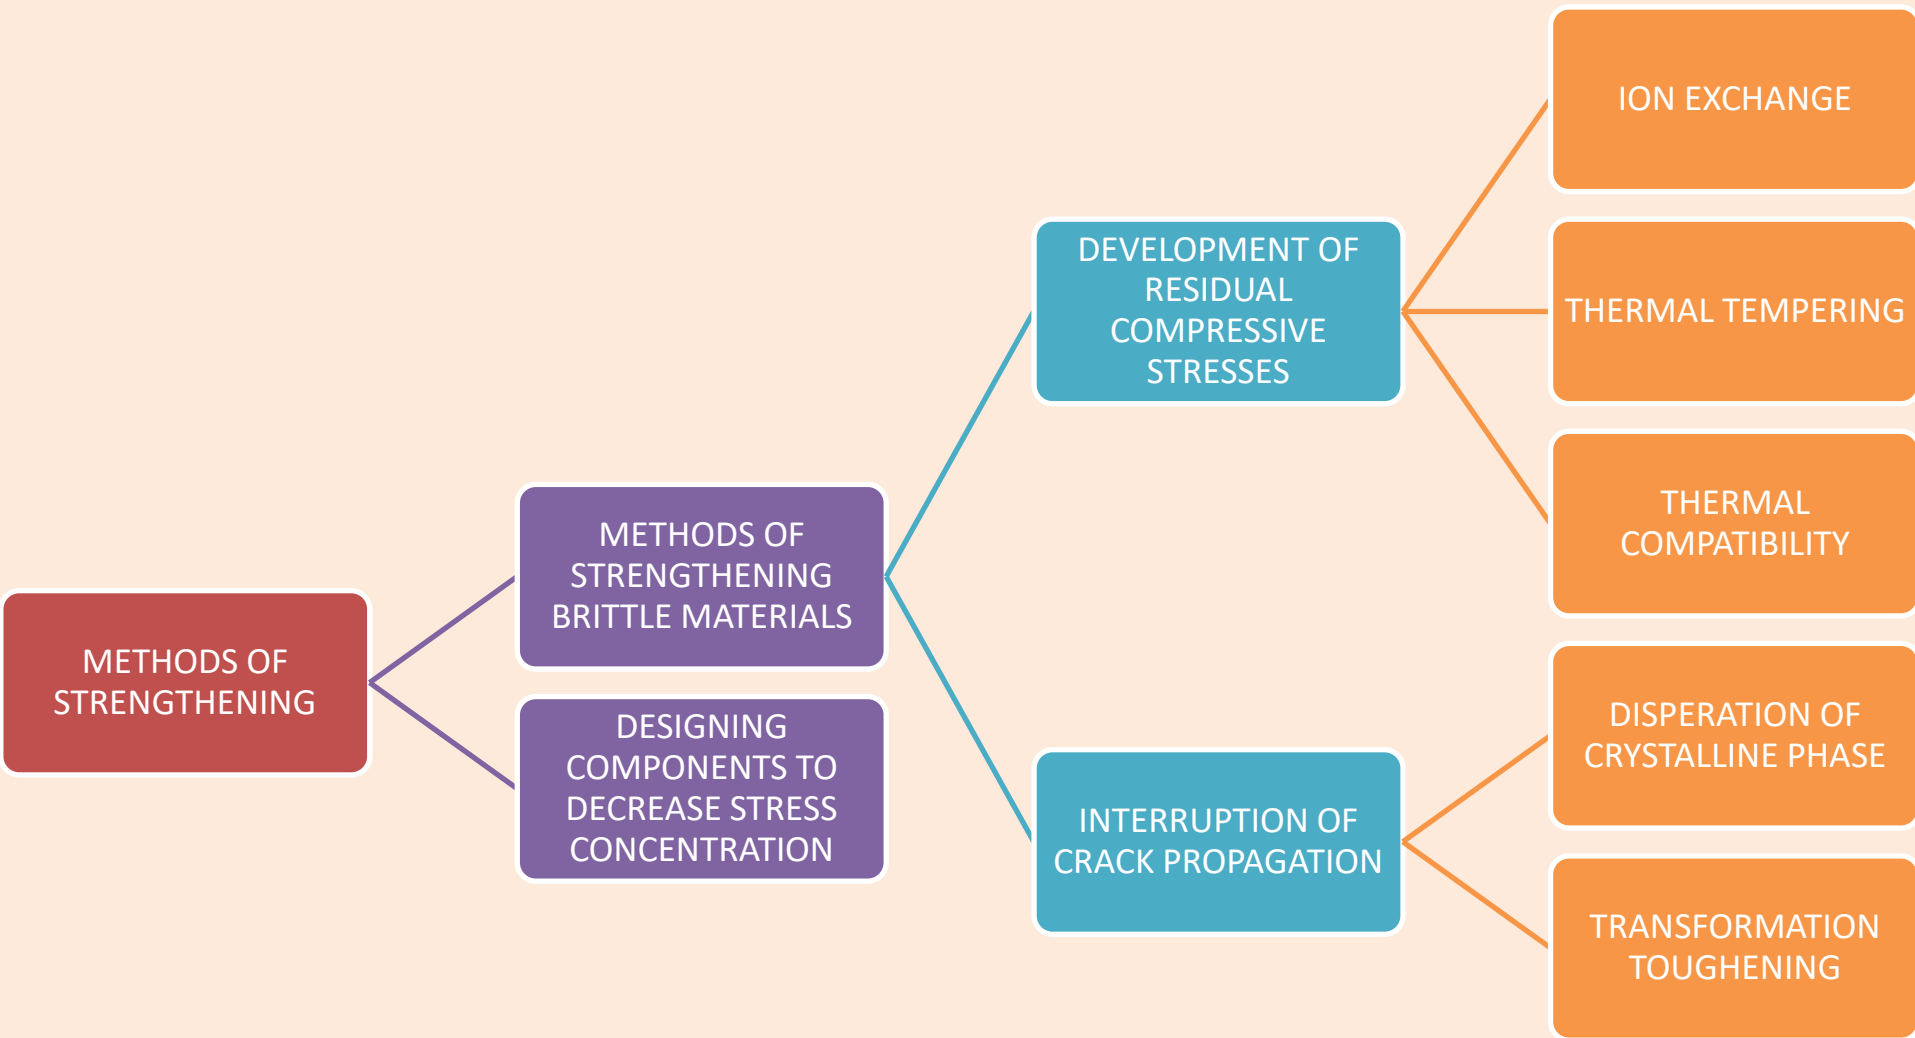 METHODS OF
STRENGTHENING
METHODS OF
STRENGTHENING
BRITTLE MATERIALS
DESIGNING
COMPONENTS TO
DECREASE STRESS
CONCENTRATION
DEVELOPMENT OF
RESIDUAL
COMPRESSIVE
STRESSES
INTERRUPTION OF
CRACK PROPAGATION
ION EXCHANGE
THERMAL TEMPERING
THERMAL
COMPATIBILITY
DISPERATION OF
CRYSTALLINE PHASE
TRANSFORMATION
TOUGHENING